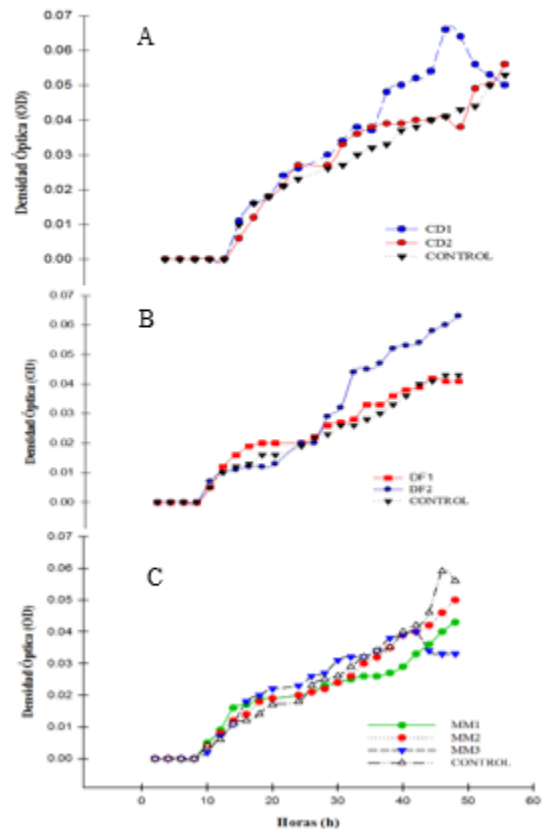 A
Densidad Óptica (OD)
0.07
0.06
0.05
0.04
0.03
0.02
0.01
0.00
CD1
CD2
CONTROL
B
Densidad Óptica (OD)
0.07
0.06
0.05
0.04
0.03
0.02
0.01
0.00
DF1
DF2
CONTROL
C
Densidad Óptica (OD)
0.07
0.06
0.05
0.04
0.03
0.02
0.01
0.00
MM1
MM2
MM3
CONTROL
0 10 20 30 40 50 60
Horas (h)